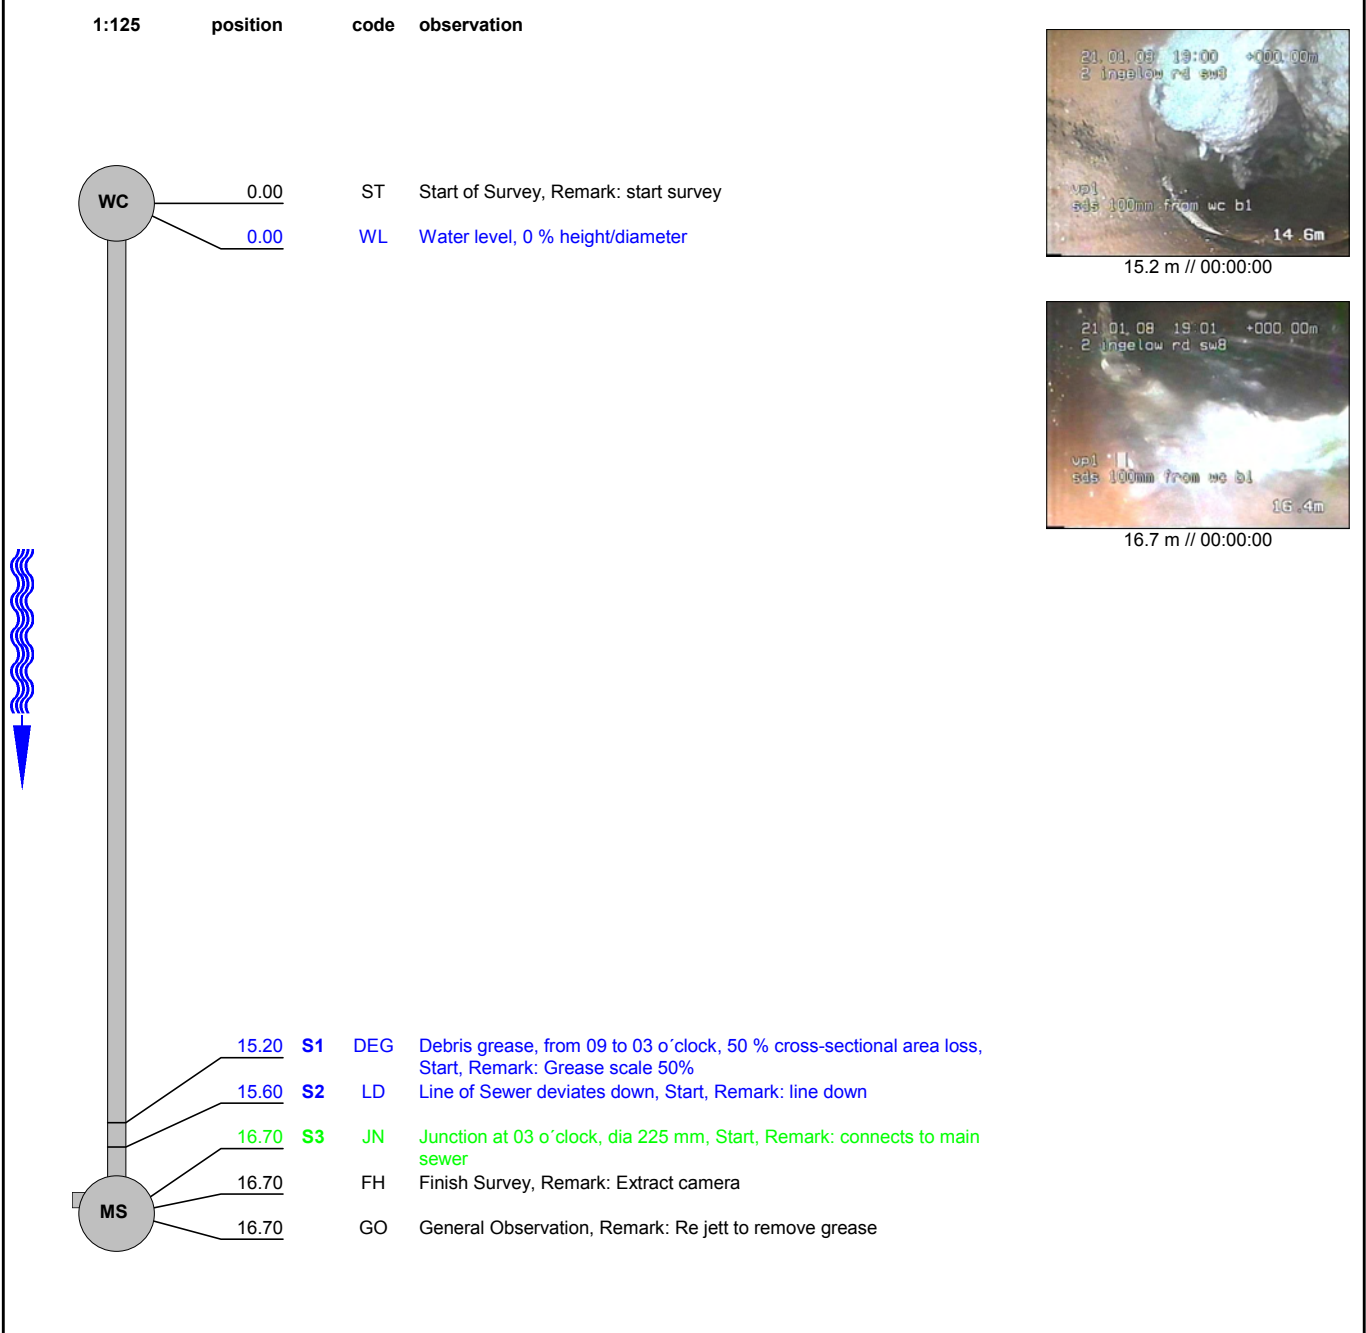 1:125 position code observation
WC
0.00 ST Start of Survey, Remark: start survey
0.00 WL Water level, 0 % height/diameter
21.01.08 19:00 +000.00m
2 ingelow rd sw8
vp1
sds 100mm from wc b1
14.6m
15.2 m // 00:00:00
21.01.08 19 01 +000.00m
2 ingelow rd sw8
vp1
sds 100mm from wc b1
16.4m
16.7 m // 00:00:00
15.20 S1 DEG Debris grease, from 09 to 03 o´clock, 50 % cross-sectional area loss,
Start, Remark: Grease scale 50%
15.60 S2 LD Line of Sewer deviates down, Start, Remark: line down
16.70 S3 JN Junction at 03 o´clock, dia 225 mm, Start, Remark: connects to main
sewer
16.70 FH Finish Survey, Remark: Extract camera
MS
16.70 GO General Observation, Remark: Re jett to remove grease